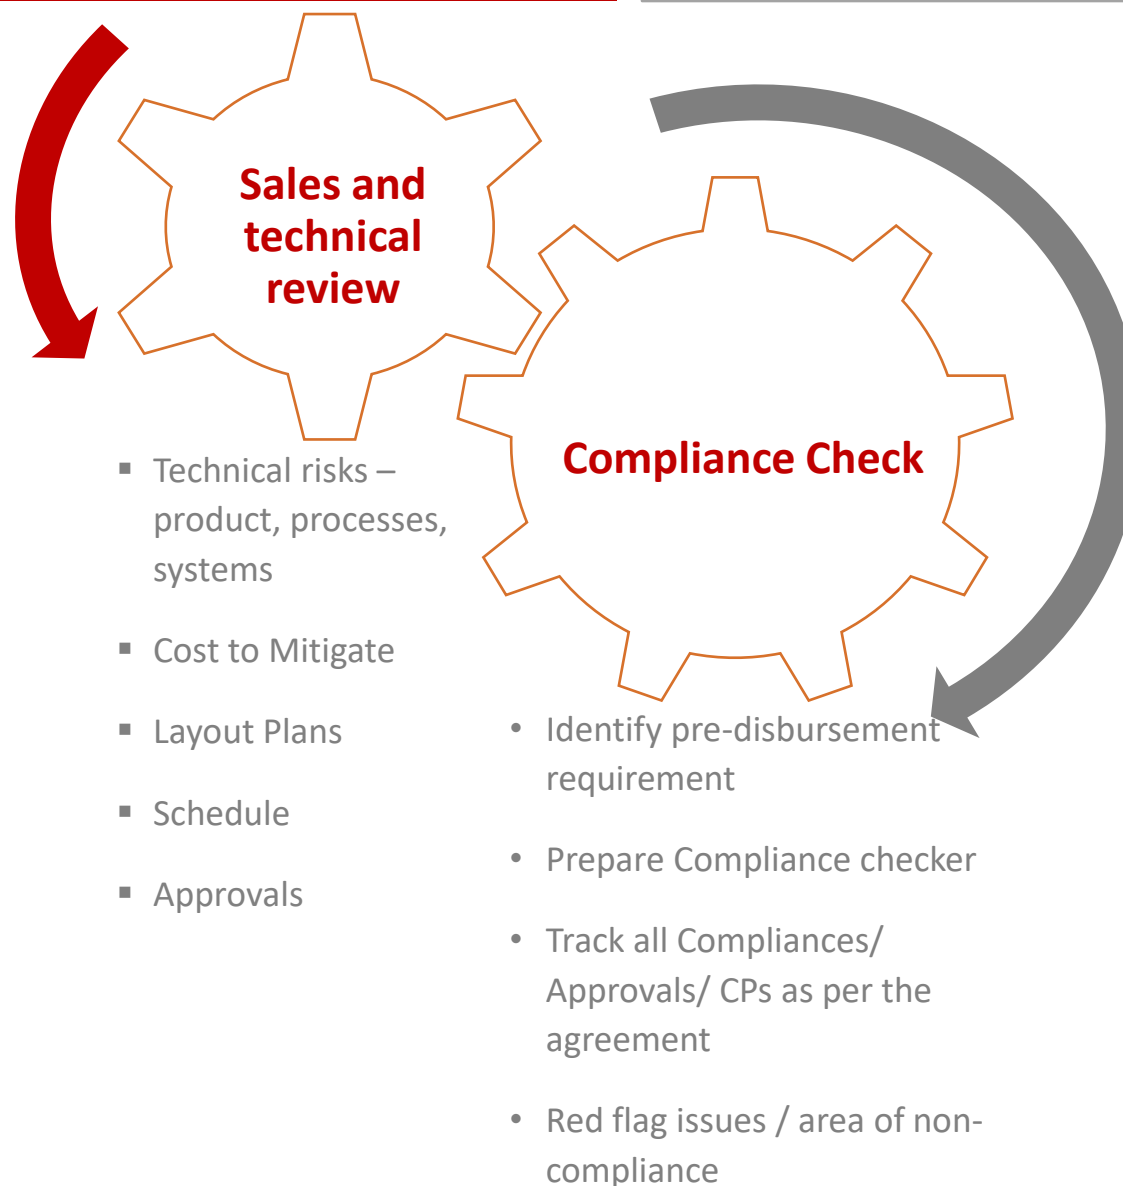 Sales and
technical
review
Compliance Check
▪ Technical risks –
product, processes,
systems
▪ Cost to Mitigate
▪ Layout Plans
▪ Schedule
▪ Approvals
• Identify pre-disbursement
requirement
• Prepare Compliance checker
• Track all Compliances/
Approvals/ CPs as per the
agreement
• Red flag issues / area of non-
compliance